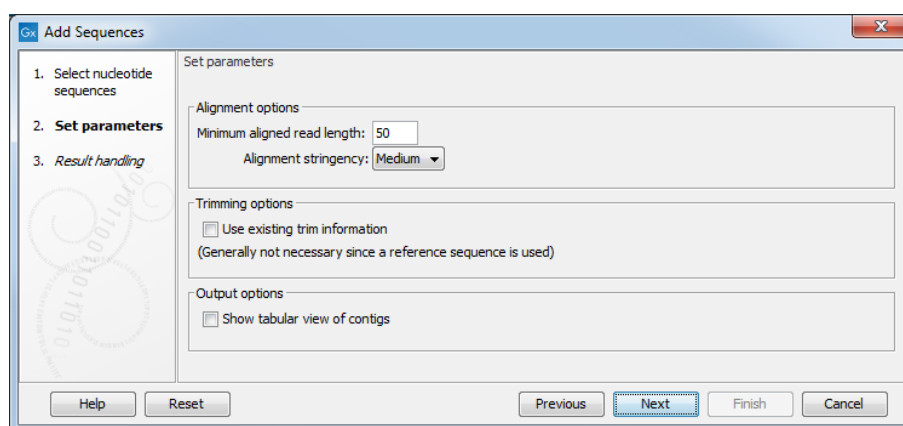 Gx Add Sequences
X
1. Select nucleotide
sequences
2. Set parameters
3. Result handling
Set parameters
Alignment options
Minimum aligned read length: 50
Alignment stringency: Medium
Trimming options
Use existing trim information
(Generally not necessary since a reference sequence is used)
Output options
Show tabular view of contigs
Help
Reset
Previous
Next
Finish
Cancel